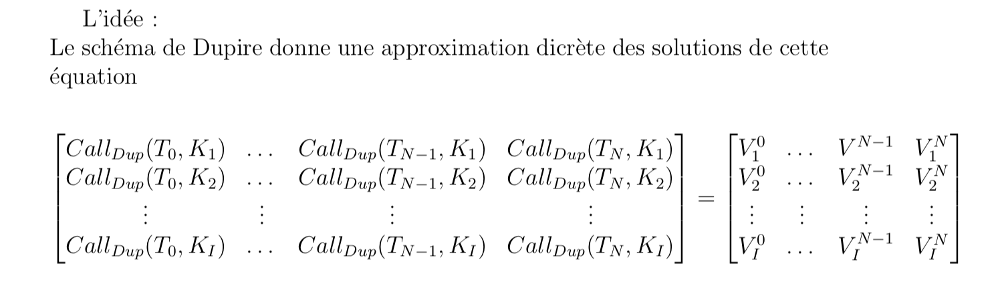 L'idée :
Le schéma de Dupire donne une approximation dicrète des solutions de cette
équation
\begin{bmatrix} Call_{Dup}(T_0, K_1) & \dots & Call_{Dup}(T_{N-1}, K_1) & Call_{Dup}(T_N, K_1) \\ Call_{Dup}(T_0, K_2) & \dots & Call_{Dup}(T_{N-1}, K_2) & Call_{Dup}(T_N, K_2) \\ \vdots & \vdots & \vdots & \vdots \\ Call_{Dup}(T_0, K_I) & \dots & Call_{Dup}(T_{N-1}, K_I) & Call_{Dup}(T_N, K_I) \end{bmatrix} = \begin{bmatrix} V_1^0 & \dots & V^{N-1} & V_1^N \\ V_2^0 & \dots & V_2^{N-1} & V_2^N \\ \vdots & \vdots & \vdots & \vdots \\ V_I^0 & \dots & V_I^{N-1} & V_I^N \end{bmatrix}